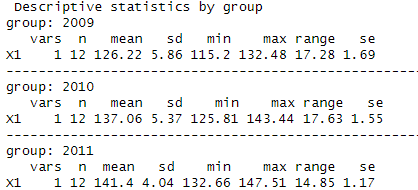 Descriptive statistics by group
group: 2009
vars n mean sd min max range se
X1 1 12 126.22 5.86 115.2 132.48 17.28 1.69
------------------------------------------------------------
group: 2010
vars n mean sd min max range se
X1 1 12 137.06 5.37 125.81 143.44 17.63 1.55
------------------------------------------------------------
group: 2011
vars n mean sd min max range se
X1 1 12 141.4 4.04 132.66 147.51 14.85 1.17